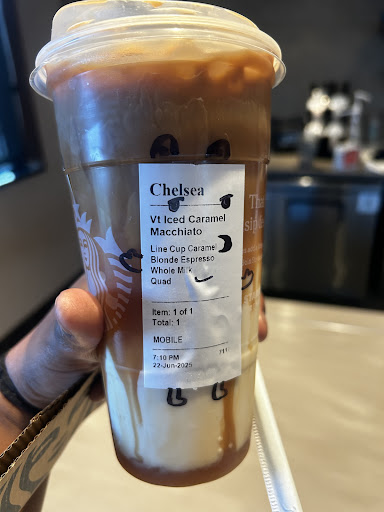 Chelsea
Vt Iced Caramel
Macchiato
Line Cup Caramel
Blonde Espresso
Whole Milk
Quad
Item: 1 of 1
Total: 1
MOBILE
7:10 PM
22-Jun-2025